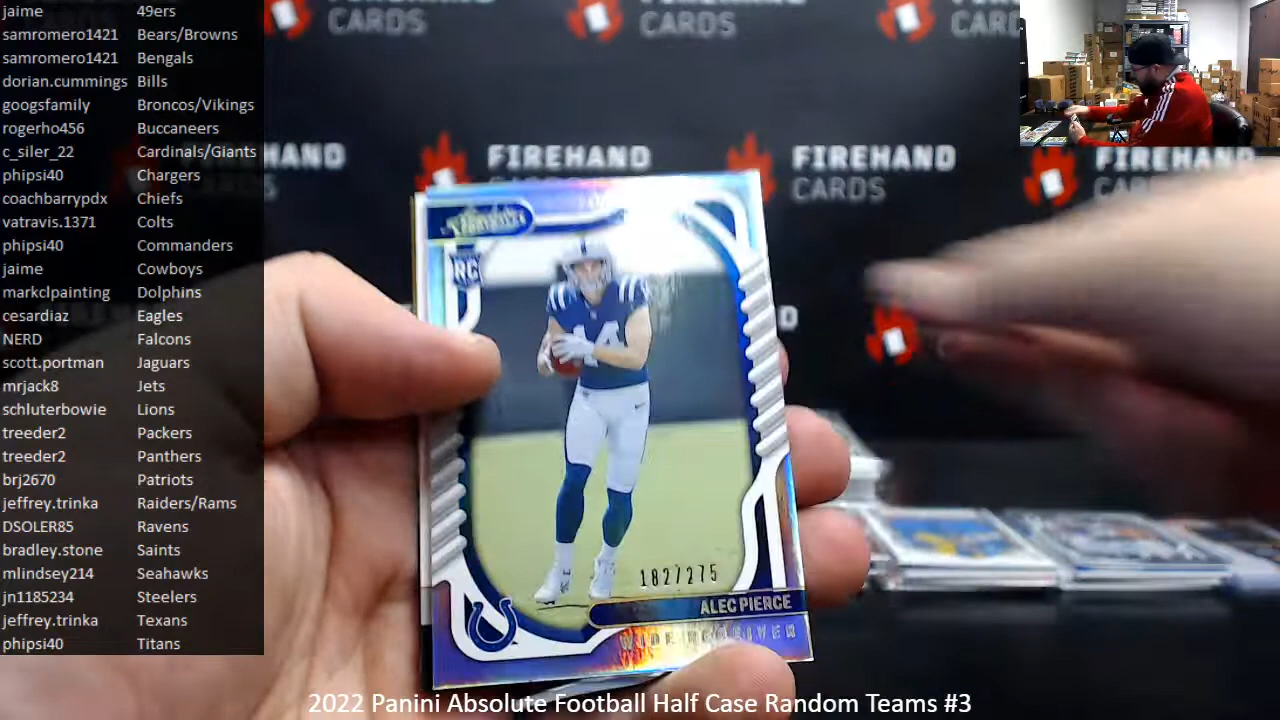 jaime 49ers
samromero1421 Bears/Browns
samromero1421 Bengals
dorian.cummings Bills
googsfamily Broncos/Vikings
rogerho456 Buccaneers
c_siler_22 Cardinals/Giants
phipsi40 Chargers
coachbarrypdx Chiefs
vatravis.1371 Colts
phipsi40 Commanders
jaime Cowboys
markclpainting Dolphins
cesardiaz Eagles
NERD Falcons
scott.portman Jaguars
mrjack8 Jets
schluterbowie Lions
treeder2 Packers
treeder2 Panthers
brj2670 Patriots
jeffrey.trinka Raiders/Rams
DSOLER85 Ravens
bradley.stone Saints
mlindsey214 Seahawks
jn1185234 Steelers
jeffrey.trinka Texans
phipsi40 Titans
CARDS
CARDS
HAND
FIREHAND
CARDS
FIREHAND
CARDS
FIREHAND
RC
14
182/275
ALEC PIERCE
WIDE RECEIVER
2022 Panini Absolute Football Half Case Random Teams #3